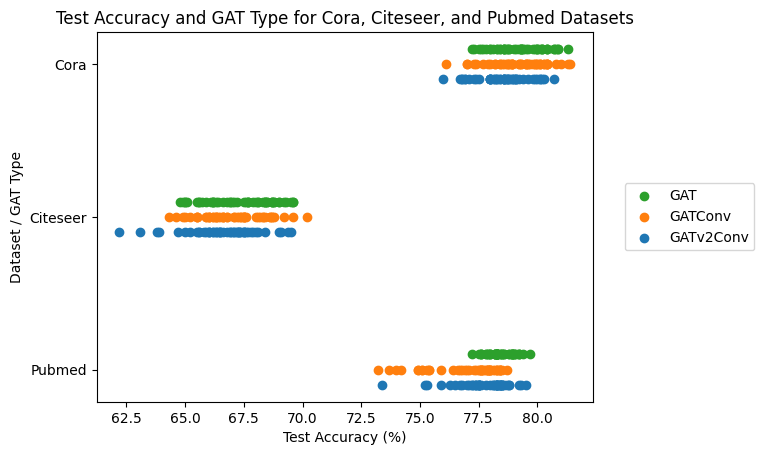 Test Accuracy and GAT Type for Cora, Citeseer, and Pubmed Datasets
Dataset / GAT Type
Cora
Citeseer
Pubmed
GAT
GATConv
GATv2Conv
62.5 65.0 67.5 70.0 72.5 75.0 77.5 80.0
Test Accuracy (%)